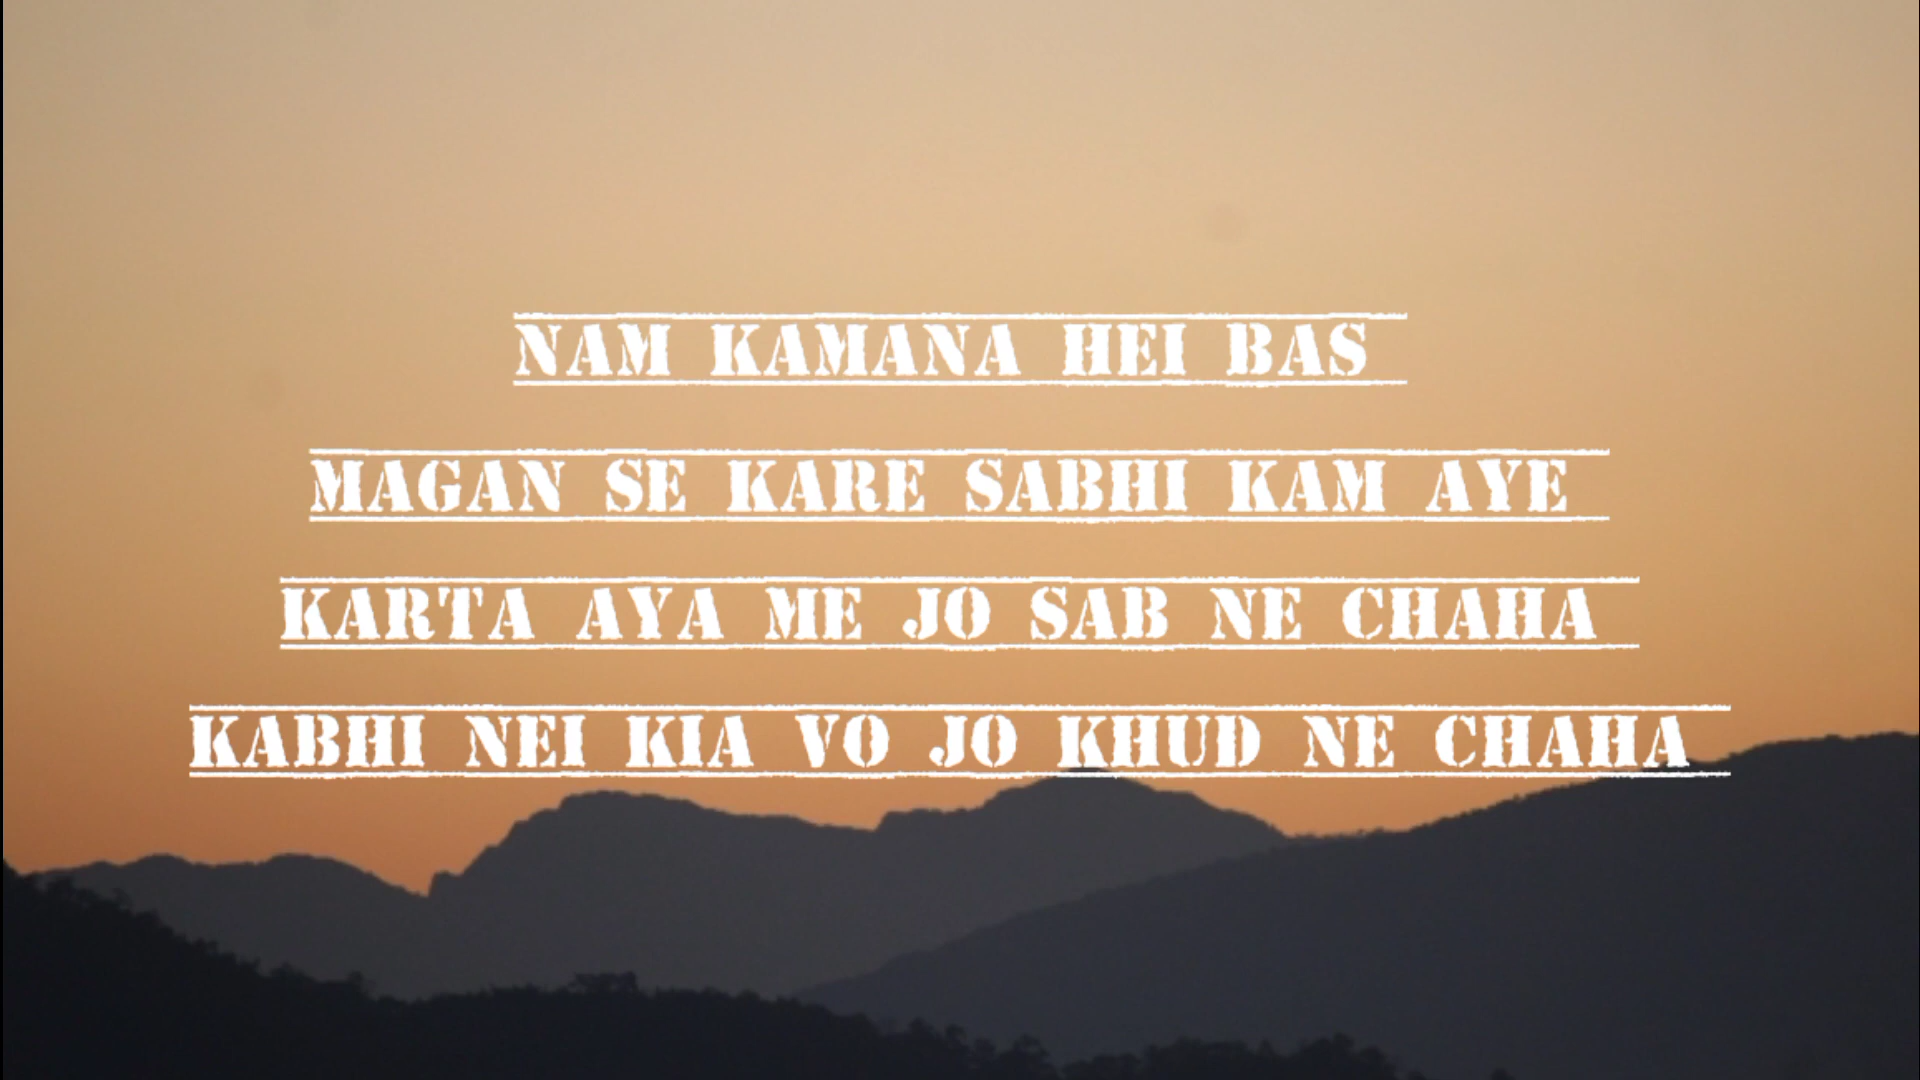 NAM KAMANA HEI BAS
MAGAN SE KARE SABHI KAM AYE
KARTA AYA ME JO SAB NE CHAHA
KABHI NEI KIA VO JO KHUD NE CHAHA